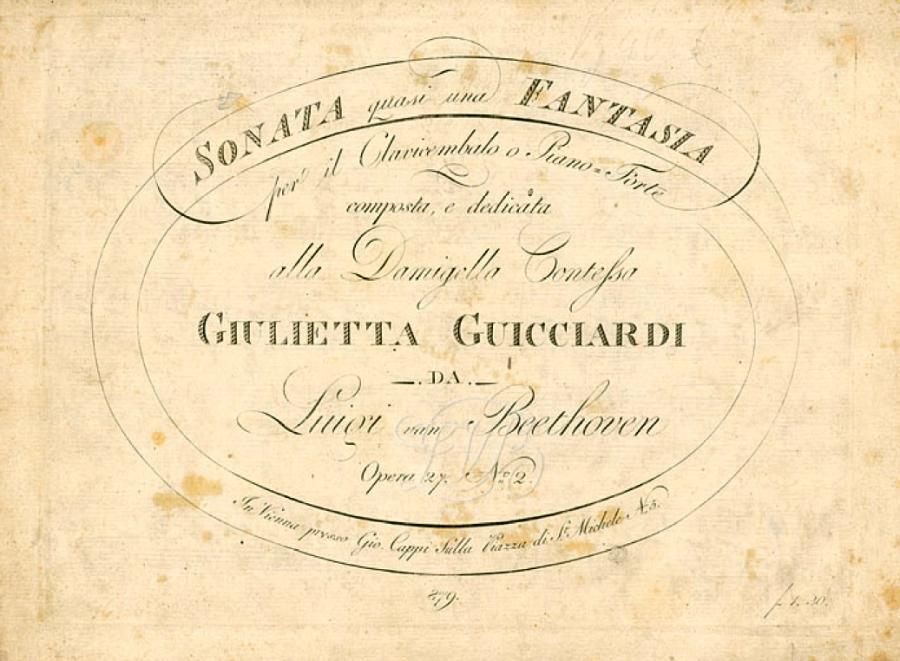 SONATA quasi una FANTASIA
per il Clavicembalo o Piano=Forte
composta, e dedicata
alla Damigella Contessa
GIULIETTA GUICCIARDI
—.DA.—
Luigi van Beethoven
Opera 27. No. 2.
In Vienna presso Gio. Cappi Sulla Piazza di St. Michele No. 5.
879.
f. 1. 30.